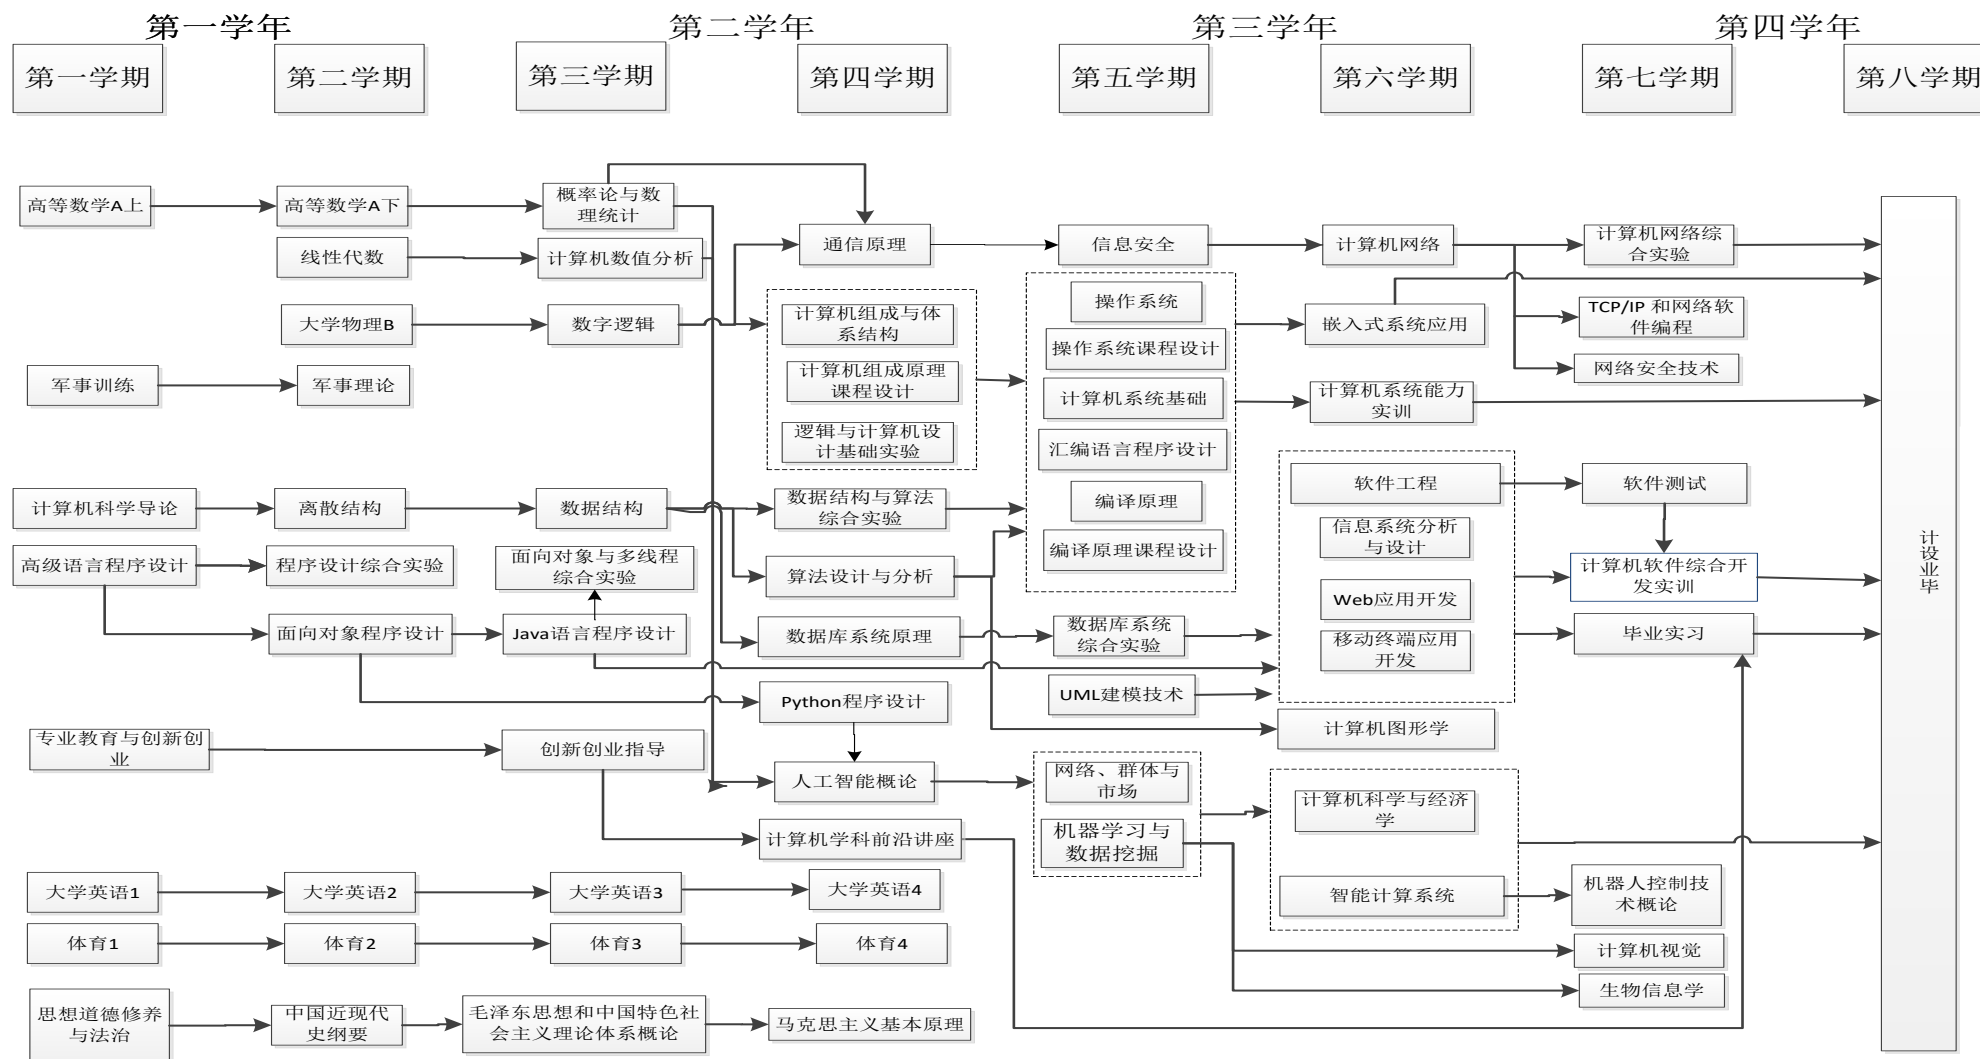 第一学年
第二学年
第三学年
第四学年
第一学期
第二学期
第三学期
第四学期
第五学期
第六学期
第七学期
第八学期
高等数学A上
高等数学A下
概率论与数
理统计
线性代数
计算机数值分析
通信原理
信息安全
计算机网络
计算机网络综
合实验
大学物理B
数字逻辑
计算机组成与体
系结构
计算机组成原理
课程设计
逻辑与计算机设
计基础实验
操作系统
操作系统课程设计
计算机系统基础
汇编语言程序设计
编译原理
编译原理课程设计
嵌入式系统应用
TCP/IP 和网络软
件编程
网络安全技术
计算机系统能力
实训
军事训练
军事理论
计算机科学导论
离散结构
数据结构
数据结构与算法
综合实验
软件工程
软件测试
信息系统分析
与设计
Web应用开发
移动终端应用
开发
计算机软件综合开
发实训
毕业实习
高级语言程序设计
程序设计综合实验
面向对象与多线程
综合实验
算法设计与分析
面向对象程序设计
Java语言程序设计
数据库系统原理
数据库系统
综合实验
UML建模技术
Python程序设计
计算机图形学
专业教育与创新创
业
创新创业指导
人工智能概论
网络、群体与
市场
机器学习与
数据挖掘
计算机科学与经济
学
智能计算系统
机器人控制技
术概论
计算机学科前沿讲座
计算机视觉
生物信息学
大学英语1
大学英语2
大学英语3
大学英语4
体育1
体育2
体育3
体育4
思想道德修养
与法治
中国近现代
史纲要
毛泽东思想和中国特色社
会主义理论体系概论
马克思主义基本原理
计设业毕